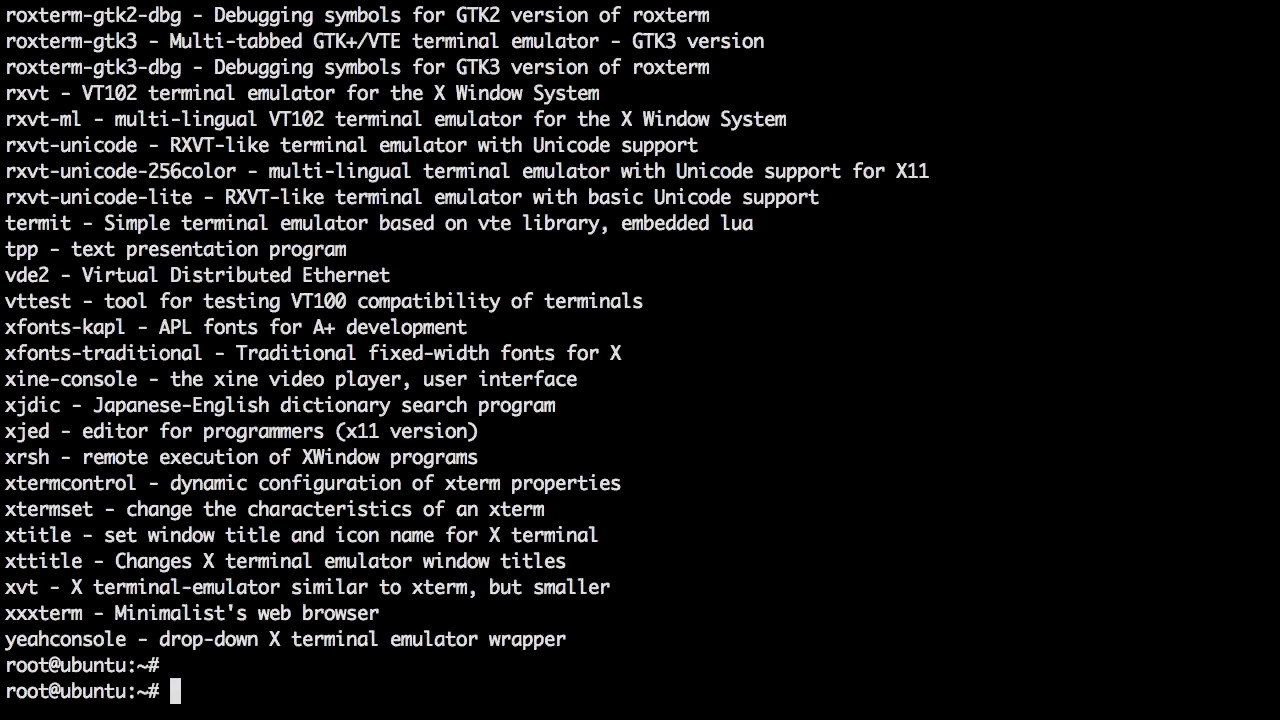 roxterm-gtk2-dbg - Debugging symbols for GTK2 version of roxterm
roxterm-gtk3 - Multi-tabbed GTK+/VTE terminal emulator - GTK3 version
roxterm-gtk3-dbg - Debugging symbols for GTK3 version of roxterm
rxvt - VT102 terminal emulator for the X Window System
rxvt-ml - multi-lingual VT102 terminal emulator for the X Window System
rxvt-unicode - RXVT-like terminal emulator with Unicode support
rxvt-unicode-256color - multi-lingual terminal emulator with Unicode support for X11
rxvt-unicode-lite - RXVT-like terminal emulator with basic Unicode support
termit - Simple terminal emulator based on vte library, embedded lua
tpp - text presentation program
vde2 - Virtual Distributed Ethernet
vttest - tool for testing VT100 compatibility of terminals
xfonts-kapl - APL fonts for A+ development
xfonts-traditional - Traditional fixed-width fonts for X
xine-console - the xine video player, user interface
xjdic - Japanese-English dictionary search program
xjed - editor for programmers (x11 version)
xrsh - remote execution of XWindow programs
xtermcontrol - dynamic configuration of xterm properties
xtermset - change the characteristics of an xterm
xtitle - set window title and icon name for X terminal
xttitle - Changes X terminal emulator window titles
xvt - X terminal-emulator similar to xterm, but smaller
xxxterm - Minimalist's web browser
yeahconsole - drop-down X terminal emulator wrapper
root@ubuntu:~#
root@ubuntu:~#